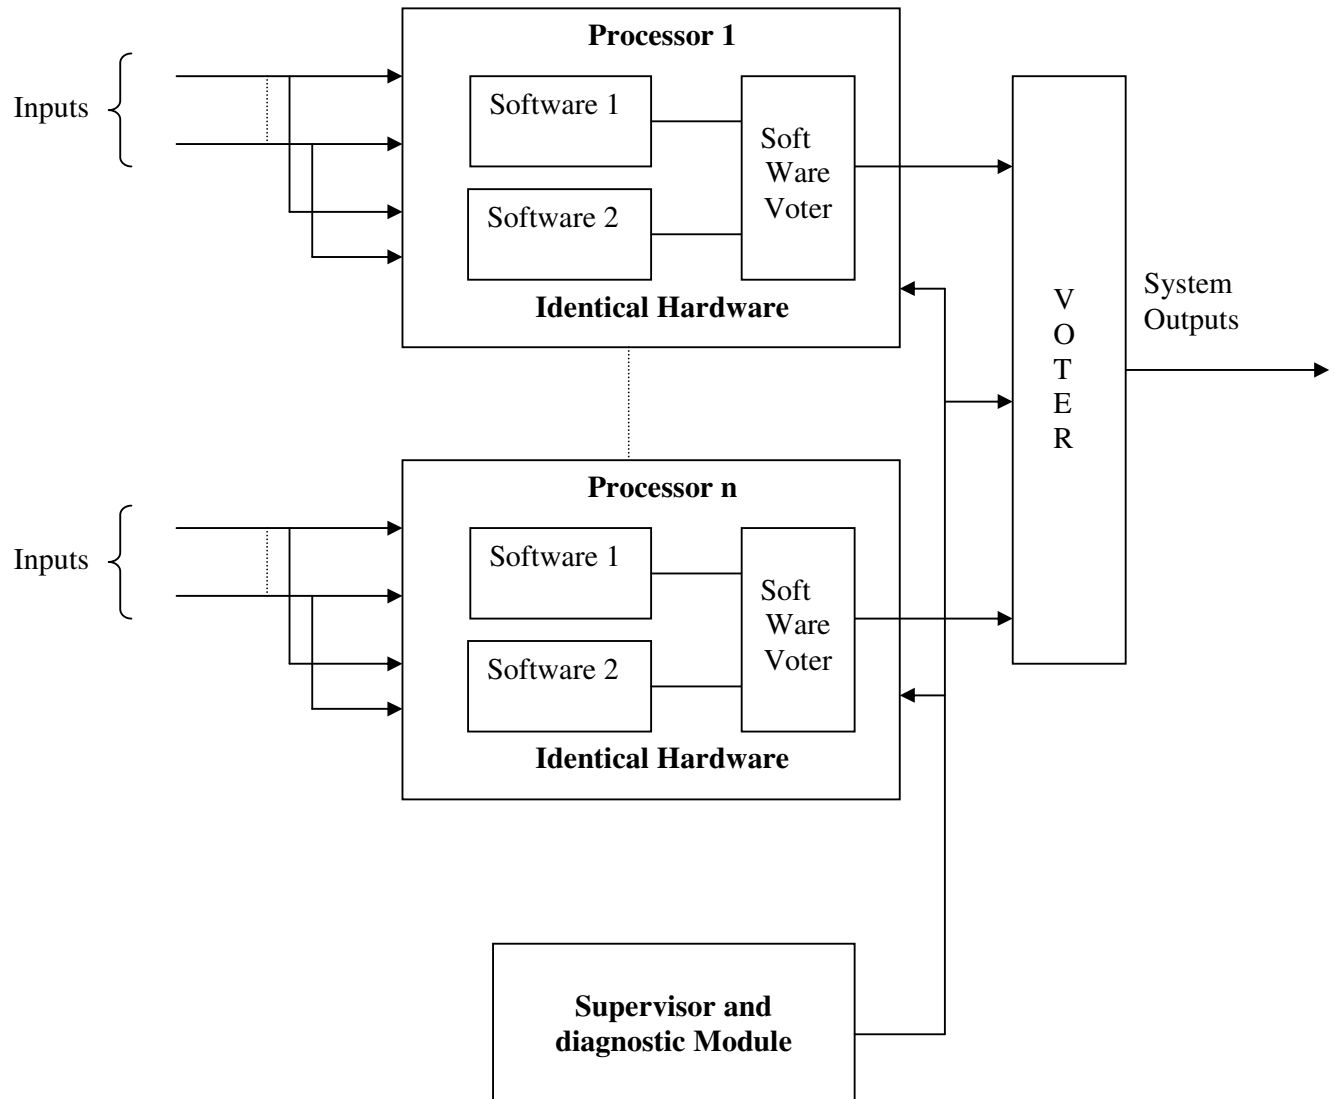 Processor 1
Inputs
Software 1
Soft
Ware
Voter
Software 2
Identical Hardware
V
O
T
E
R
System
Outputs
Processor n
Inputs
Software 1
Soft
Ware
Voter
Software 2
Identical Hardware
Supervisor and
diagnostic Module